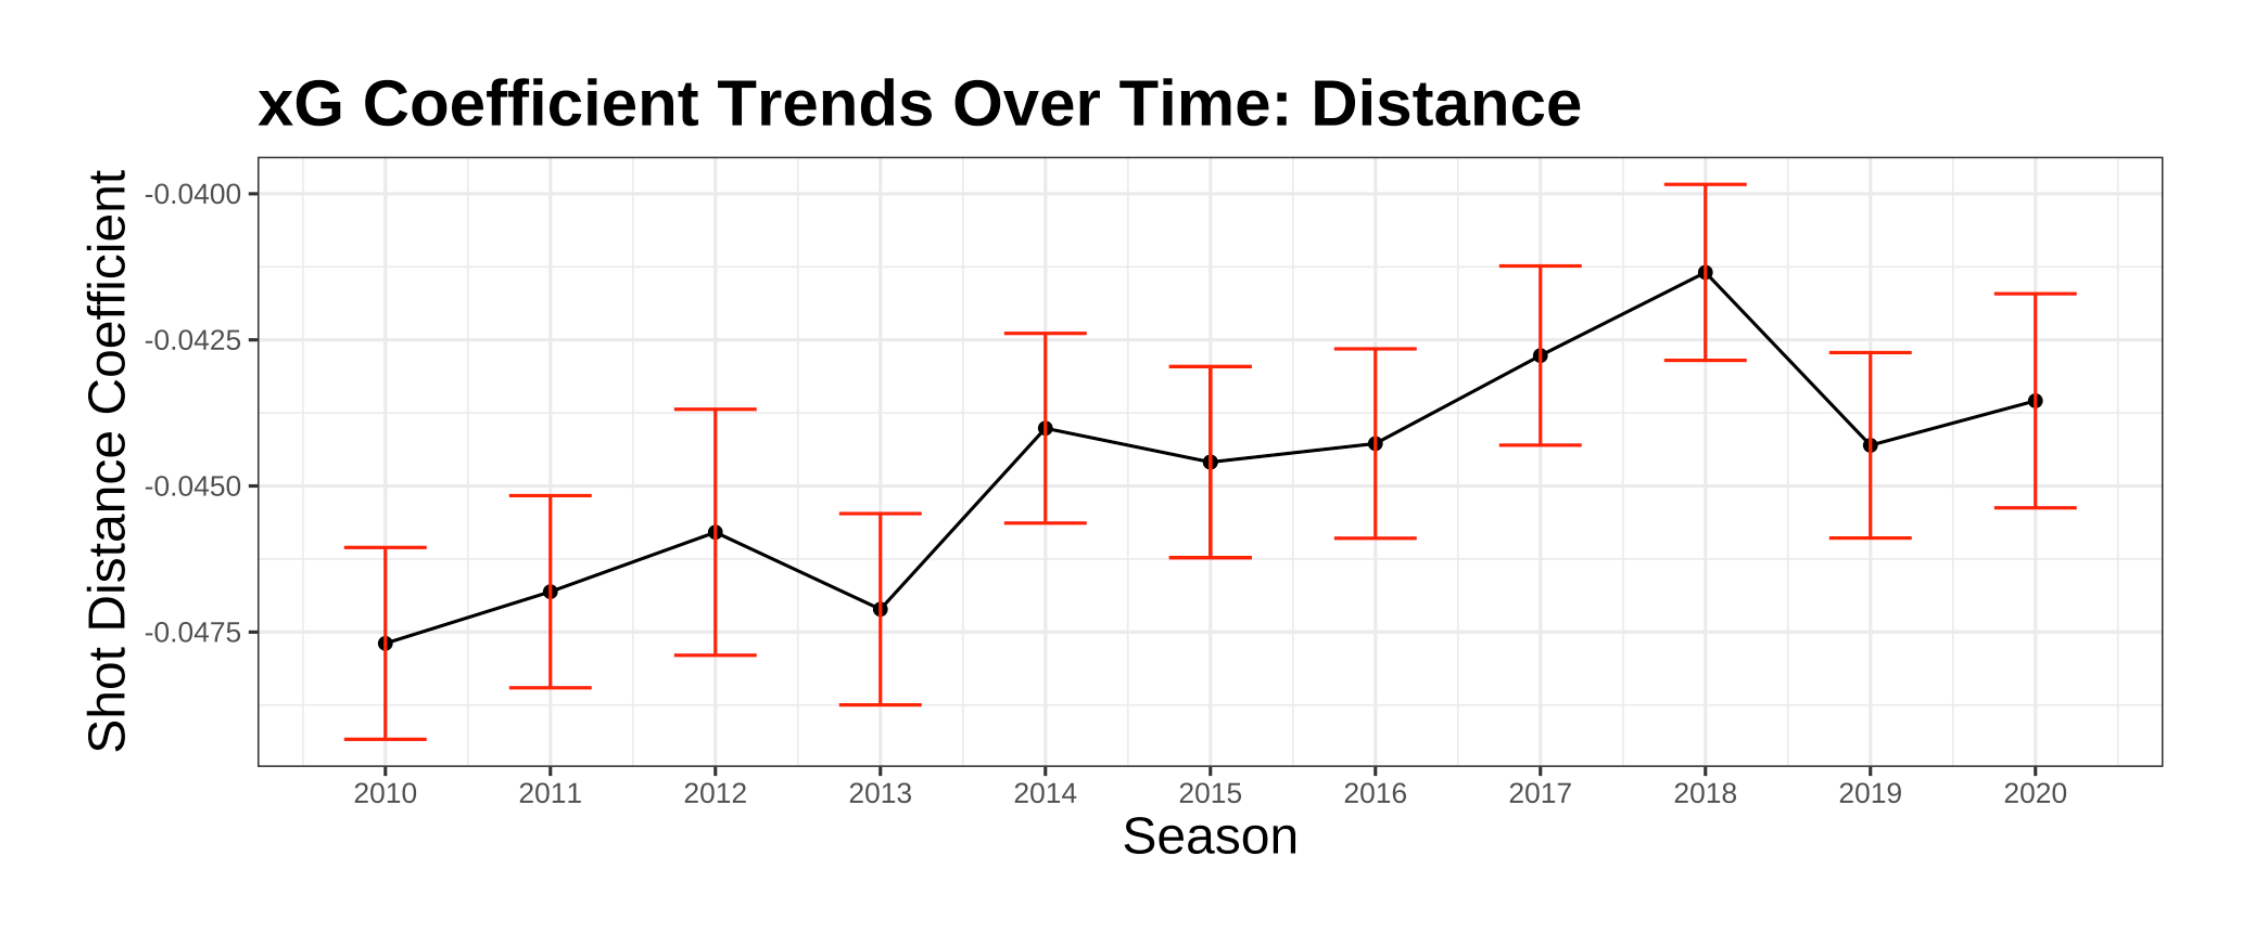 xG Coefficient Trends Over Time: Distance
Shot Distance Coefficient
-0.0400
-0.0425
-0.0450
-0.0475
2010 2011 2012 2013 2014 2015 2016 2017 2018 2019 2020
Season